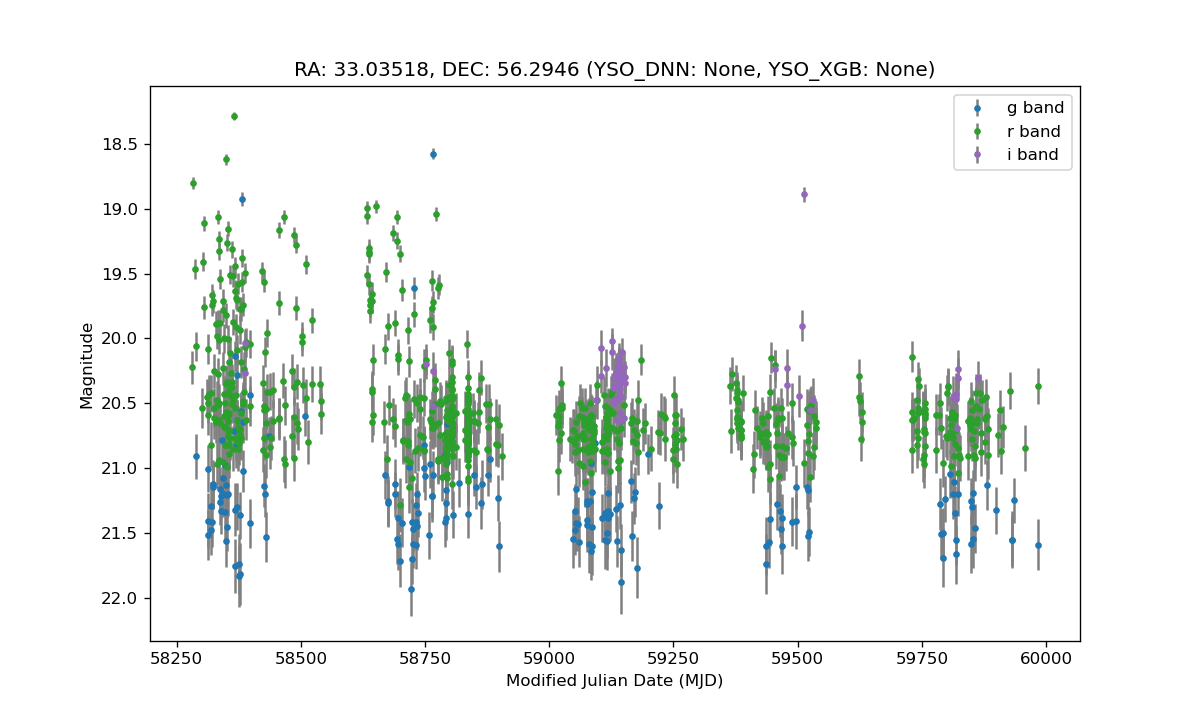 RA: 33.03518, DEC: 56.2946 (YSO_DNN: None, YSO_XGB: None)
g band
r band
i band
18.5
19.0
19.5
20.0
20.5
21.0
21.5
22.0
Magnitude
58250 58500 58750 59000 59250 59500 59750 60000
Modified Julian Date (MJD)